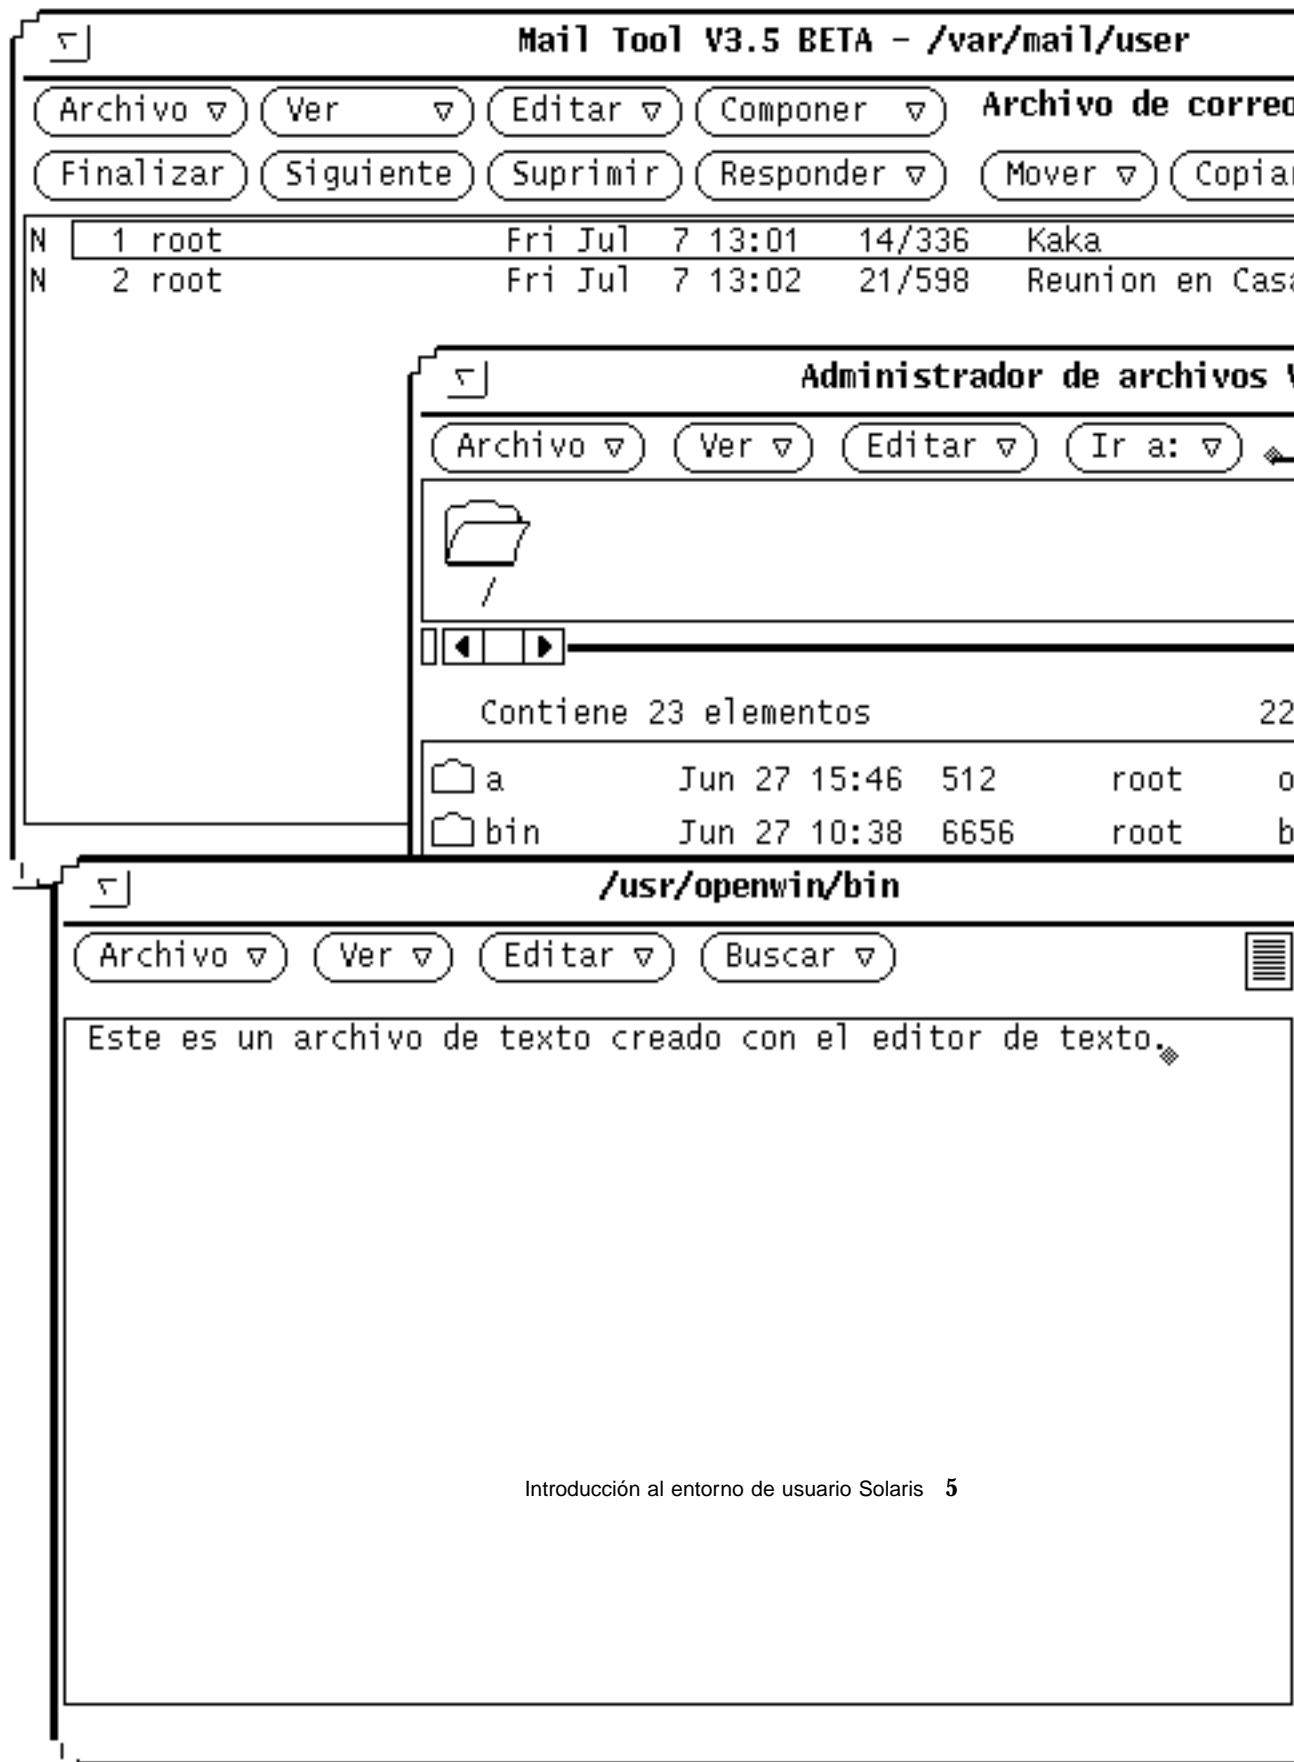 Mail Tool V3.5 BETA - /var/mail/user
Archivo Ver Editar Componer Archivo de correo
Finalizar Siguiente Suprimir Responder Mover Copiar
N 1 root Fri Jul 7 13:01 14/336 Kaka
N 2 root Fri Jul 7 13:02 21/598 Reunion en Casa
Administrador de archivos V
Archivo Ver Editar Ir a:
/
Contiene 23 elementos 22
a Jun 27 15:46 512 root o
bin Jun 27 10:38 6656 root b
/usr/openwin/bin
Archivo Ver Editar Buscar
Este es un archivo de texto creado con el editor de texto.
Introducción al entorno de usuario Solaris 5